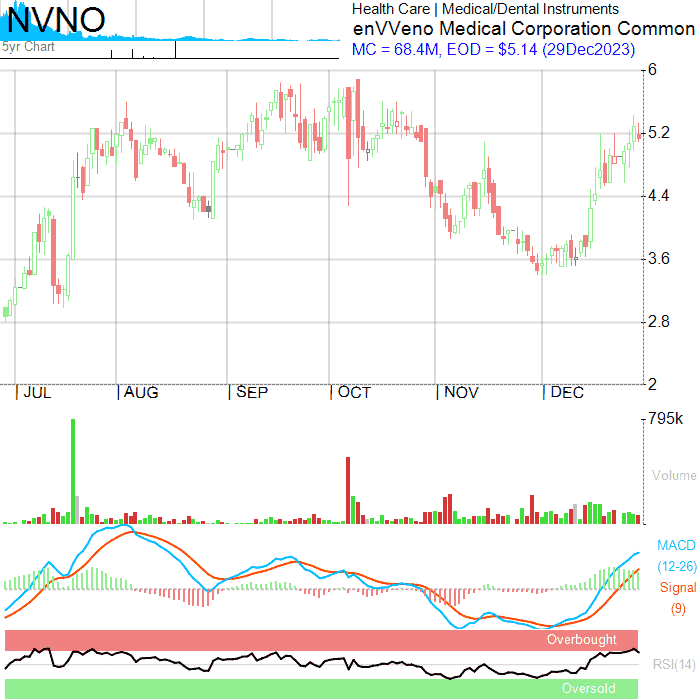 NVNO
5yr Chart
Health Care | Medical/Dental Instruments
enVVeno Medical Corporation Common
MC = 68.4M, EOD = $5.14 (29Dec2023)
6
5.2
4.4
3.6
2.8
2
JUL AUG SEP OCT NOV DEC
795k
Volume
MACD
(12-26)
Signal
(9)
Overbought
RSI(14)
Oversold